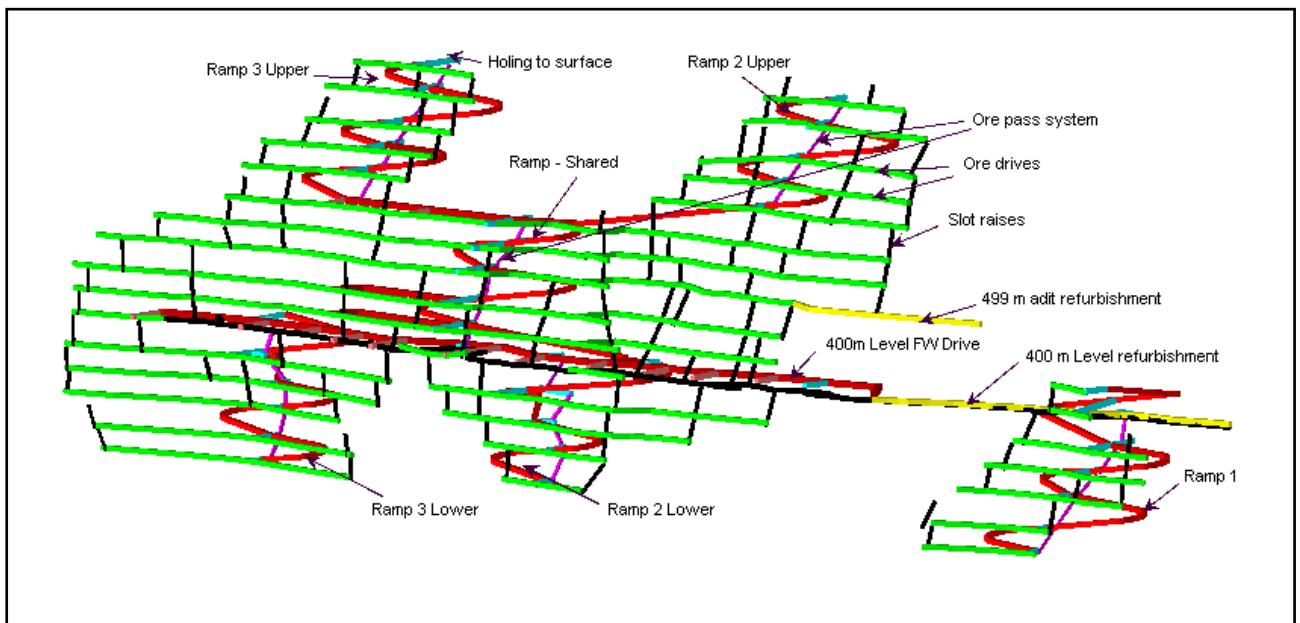 Holing to surface
Ramp 3 Upper
Ramp 2 Upper
Ore pass system
Ramp - Shared
Ore drives
Slot raises
499 m adit refurbishment
400m Level FW Drive
400 m Level refurbishment
Ramp 1
Ramp 3 Lower
Ramp 2 Lower